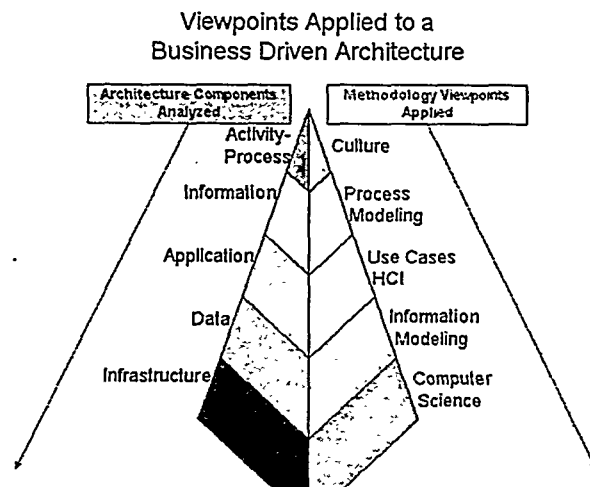 Viewpoints Applied to a
Business Driven Architecture
Architecture Components
Analyzed
Methodology Viewpoints
Applied
Activity-
Process
Culture
Information
Process
Modeling
Application
Use Cases
HCI
Data
Information
Modeling
Infrastructure
Computer
Science